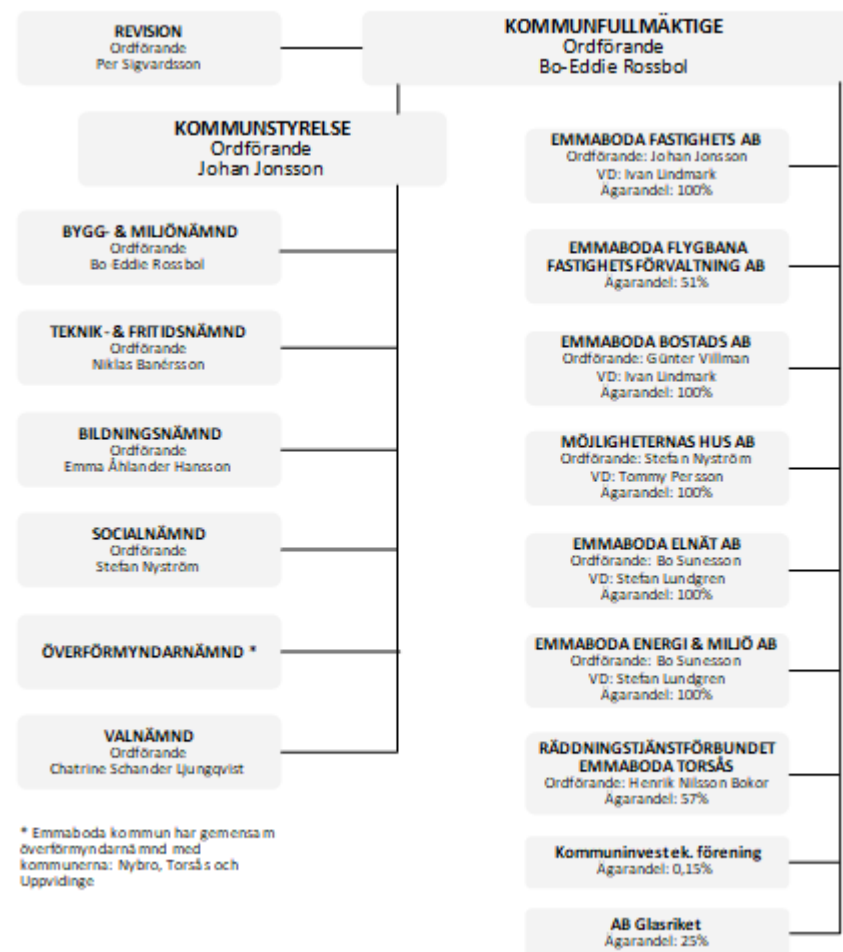 REVISION
Ordförande
Per Sigvardsson
KOMMUNFULLMÄKTIGE
Ordförande
Bo-Eddie Rossbol
KOMMUNSTYRELSE
Ordförande
Johan Jonsson
BYGG- & MILJÖNÄMND
Ordförande
Bo Eddie Rossbol
TEKNIK- & FRITIDSNÄMND
Ordförande
Niklas Banérsson
BILDNINGSNÄMND
Ordförande
Emma Åhlander Hansson
SOCIALNÄMND
Ordförande
Stefan Nyström
ÖVERFÖRMYNDARNÄMND *
VALNÄMND
Ordförande
Chatrine Schander Ljungqvist
* Emmaboda kommun har gemensam
överförmyndarnämnd med
kommunerna: Nybro, Torsås och
Uppvidinge
EMMABODA FASTIGHETS AB
Ordförande: Johan Jonsson
VD: Ivan Lindmark
Ägarandel: 100%
EMMABODA FLYGBANA
FASTIGHETSFÖRVALTNING AB
Ägarandel: 51%
EMMABODA BOSTADS AB
Ordförande: Günter Villman
VD: Ivan Lindmark
Ägarandel: 100%
MÖJLIGHETERNAS HUS AB
Ordförande: Stefan Nyström
VD: Tommy Persson
Ägarandel: 100%
EMMABODA ELNÄT AB
Ordförande: Bo Sunesson
VD: Stefan Lundgren
Ägarandel: 100%
EMMABODA ENERGI & MILJÖ AB
Ordförande: Bo Sunesson
VD: Stefan Lundgren
Ägarandel: 100%
RÄDDNINGSTJÄNSTFÖRBUNDET
EMMABODA TORSÅS
Ordförande: Henrik Nilsson Bokor
Ägarandel: 57%
Kommuninvest ek. förening
Ägarandel: 0,15%
AB Glasriket
Ägarandel: 25%